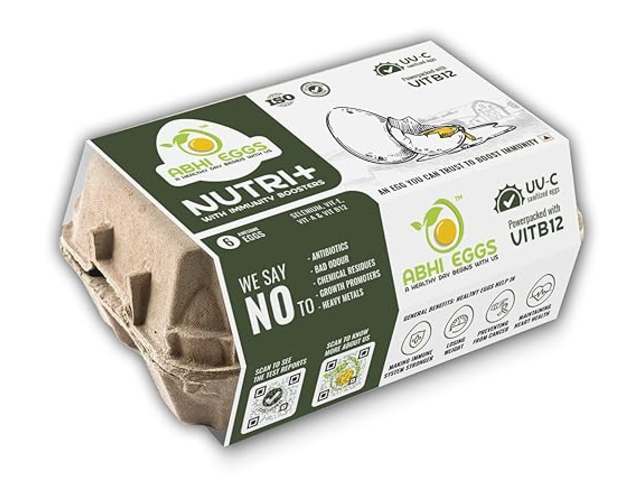 UV-C
sanitized eggs
Powerpacked with
VITB12
ISO
ABHI EGGS
A HEALTHY DAY BEGINS WITH US
NUTRI+
WITH IMMUNITY BOOSTERS
SELENIUM, VIT-E,
VIT-A & VIT B12
6 AWESOME
EGGS
AN EGG YOU CAN TRUST TO BOOST IMMUNITY
WE SAY
NO TO
- ANTIBIOTICS
- BAD ODOUR
- CHEMICAL RESIDUES
- GROWTH PROMOTERS
- HEAVY METALS
SCAN TO SEE
THE TEST REPORTS
SCAN TO KNOW
MORE ABOUT US
TM
ABHI EGGS
A HEALTHY DAY BEGINS WITH US
UV-C
sanitized eggs
Powerpacked with
VITB12
GENERAL BENEFITS: HEALTHY EGGS HELP IN
MAKING IMMUNE
SYSTEM STRONGER
LOSING
WEIGHT
PREVENTING
FROM CANCER
MAINTAINING
HEART HEALTH